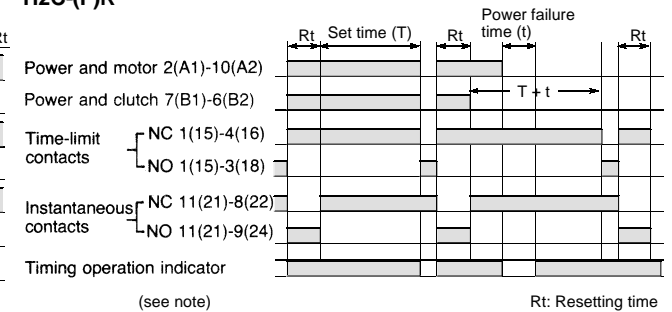 Power failure
Rt Set time (T) Rt time (t) Rt
Power and motor 2(A1)-10(A2)
Power and clutch 7(B1)-6(B2)
T + t
Time-limit contacts
NC 1(15)-4(16)
NO 1(15)-3(18)
Instantaneous contacts
NC 11(21)-8(22)
NO 11(21)-9(24)
Timing operation indicator
(see note)
Rt: Resetting time